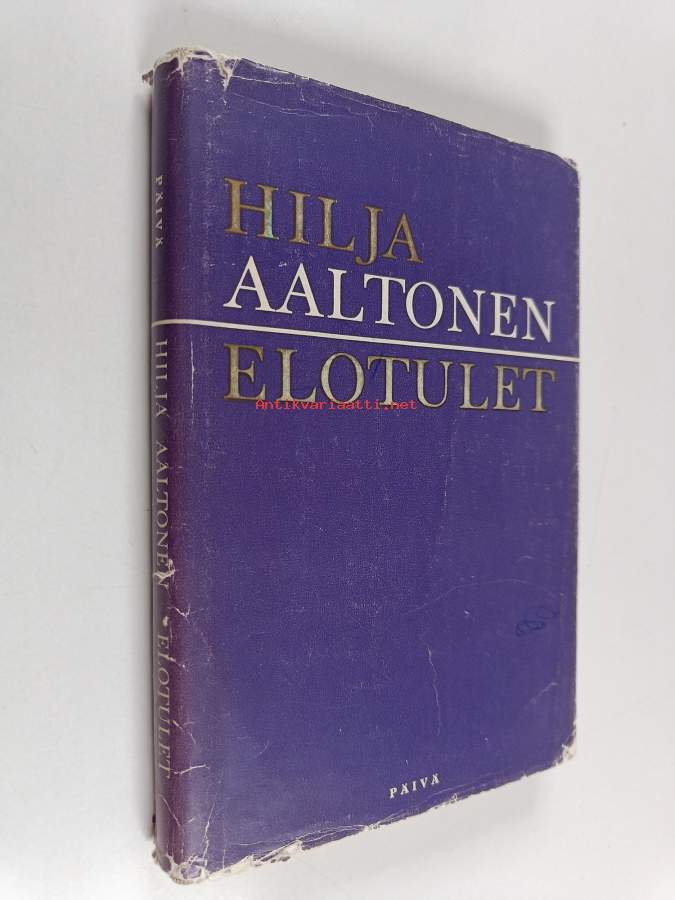 HILJA
AALTONEN
ELOTULET
Antikvariaatti.net
PÄIVÄ
PÄIVÄ
HILJA AALTONEN • ELOTULET